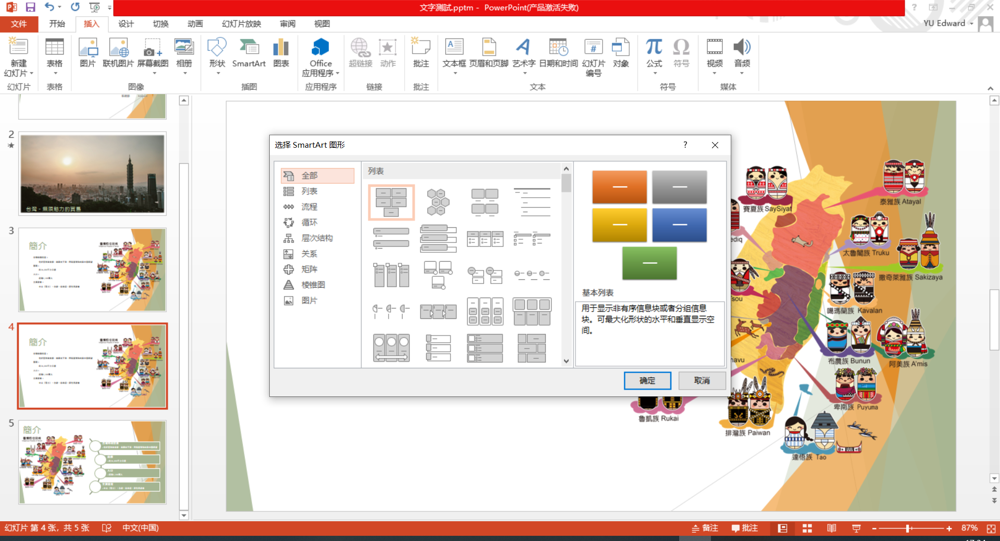 文字測試.pptm - PowerPoint(产品激活失败)
文件 开始 插入 设计 切换 动画 幻灯片放映 审阅 视图
YU Edward
新建
幻灯片
表格
图片
联机图片
屏幕截图
相册
形状
SmartArt
图表
Office
应用程序
超链接
动作
批注
文本框
页眉和页脚
艺术字
日期和时间
幻灯片
编号
对象
公式
符号
视频
音频
幻灯片 表格 图像 插图 应用程序 链接 批注 文本 符号 媒体
2
台灣 - 無限魅力的寶島
3
簡介
4
簡介
5
簡介
选择 SmartArt 图形
?
全部
列表
流程
循环
层次结构
关系
矩阵
棱锥图
图片
列表
基本列表
用于显示非有序信息块或者分组信息
块。可最大化形状的水平和垂直显示空
间。
确定
取消
泰雅族 Atayal
賽夏族 SaySiyat
ediq
太魯閣族 Truku
撒奇萊雅族 Sakizaya
sou
噶瑪蘭族 Kavalan
navu
布農族 Bunun
阿美族 A'mis
卑南族 Puyuma
魯凱族 Rukai
排灣族 Paiwan
達悟族 Tao
幻灯片 第 4 张，共 5 张
中文(中国)
备注
批注
87%